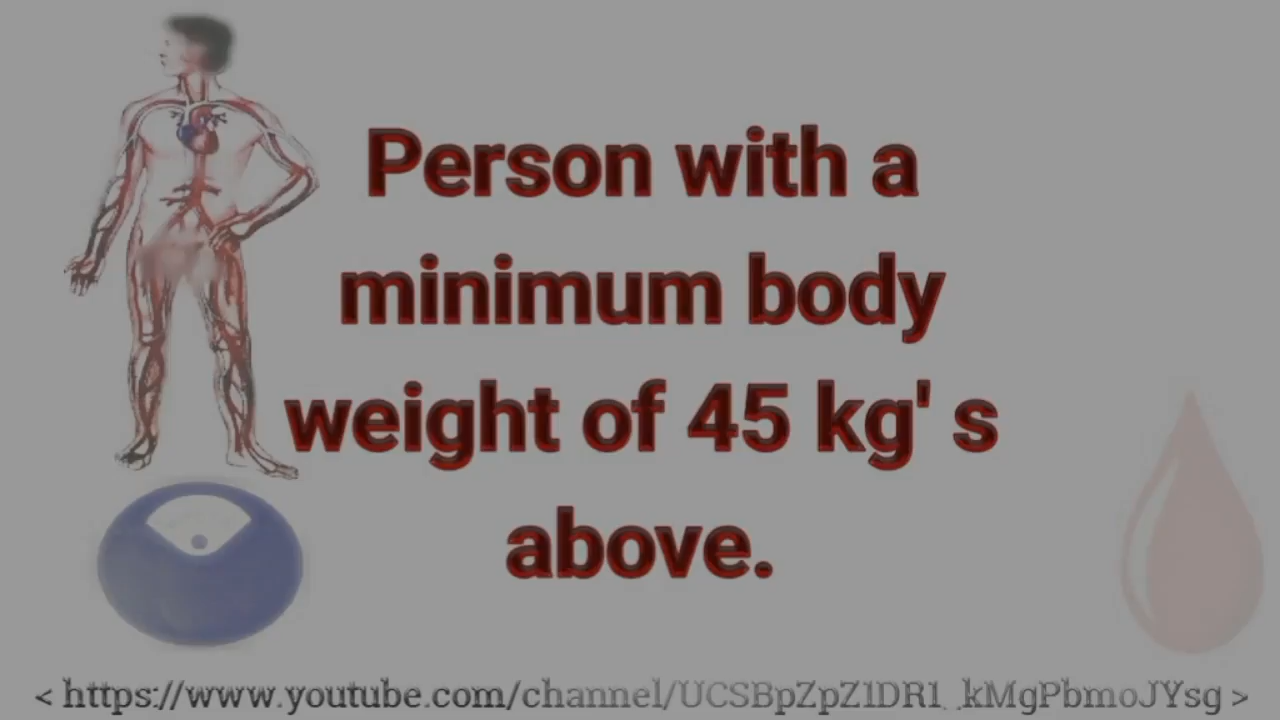 Person with a
minimum body
weight of 45 kg's
above.
< https://www.youtube.com/channel/UCSBpZpZ1DR1_kMgPbmoJYsg >